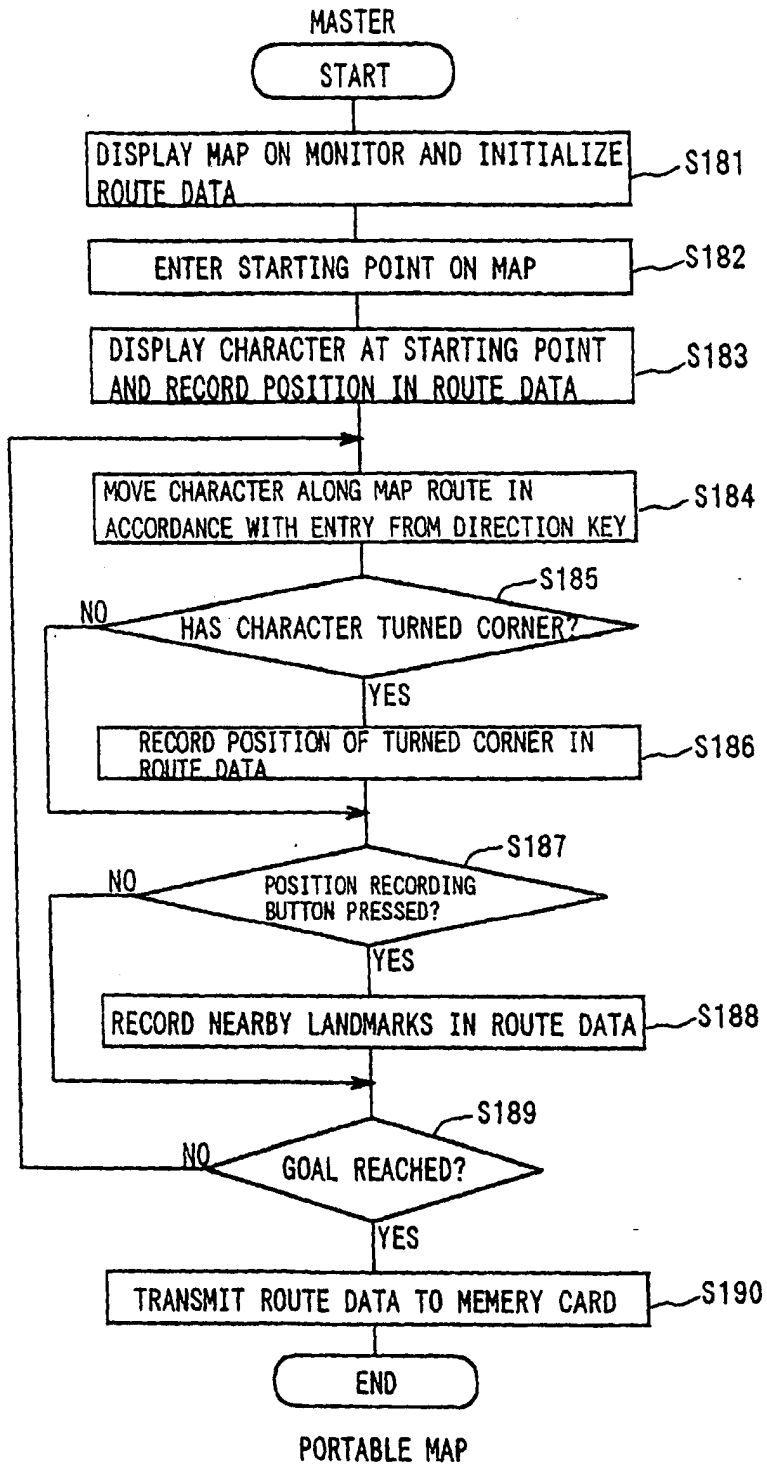 MASTER
START
DISPLAY MAP ON MONITOR AND INITIALIZE
ROUTE DATA
S181
ENTER STARTING POINT ON MAP
S182
DISPLAY CHARACTER AT STARTING POINT
AND RECORD POSITION IN ROUTE DATA
S183
MOVE CHARACTER ALONG MAP ROUTE IN
ACCORDANCE WITH ENTRY FROM DIRECTION KEY
S184
S185
NO
HAS CHARACTER TURNED CORNER?
YES
RECORD POSITION OF TURNED CORNER IN
ROUTE DATA
S186
S187
NO
POSITION RECORDING
BUTTON PRESSED?
YES
RECORD NEARBY LANDMARKS IN ROUTE DATA
S188
S189
NO
GOAL REACHED?
YES
TRANSMIT ROUTE DATA TO MEMERY CARD
S190
END
PORTABLE MAP